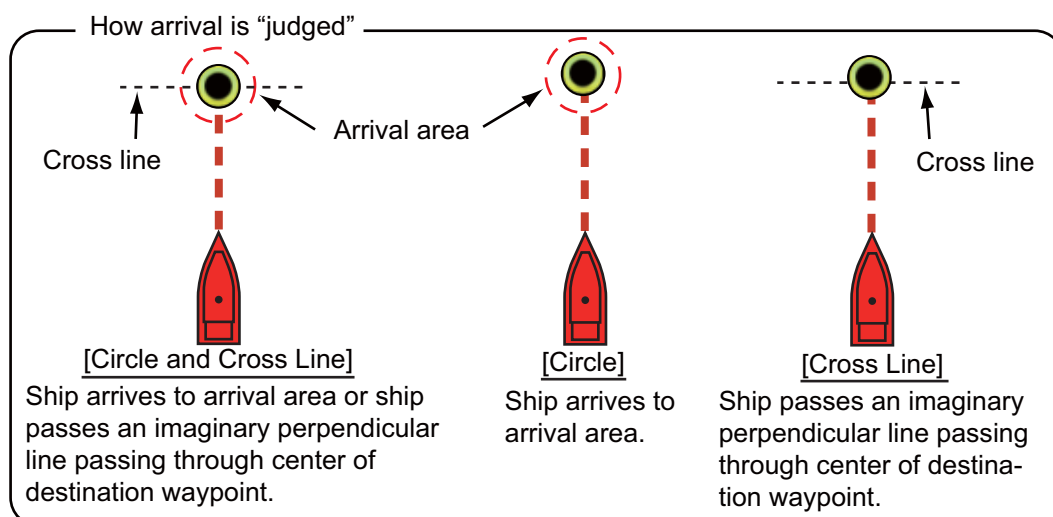 How arrival is “judged”
Cross line
Arrival area
Cross line
[Circle and Cross Line]
Ship arrives to arrival area or ship
passes an imaginary perpendicular
line passing through center of
destination waypoint.
[Circle]
Ship arrives to
arrival area.
[Cross Line]
Ship passes an imaginary
perpendicular line passing
through center of destina-
tion waypoint.